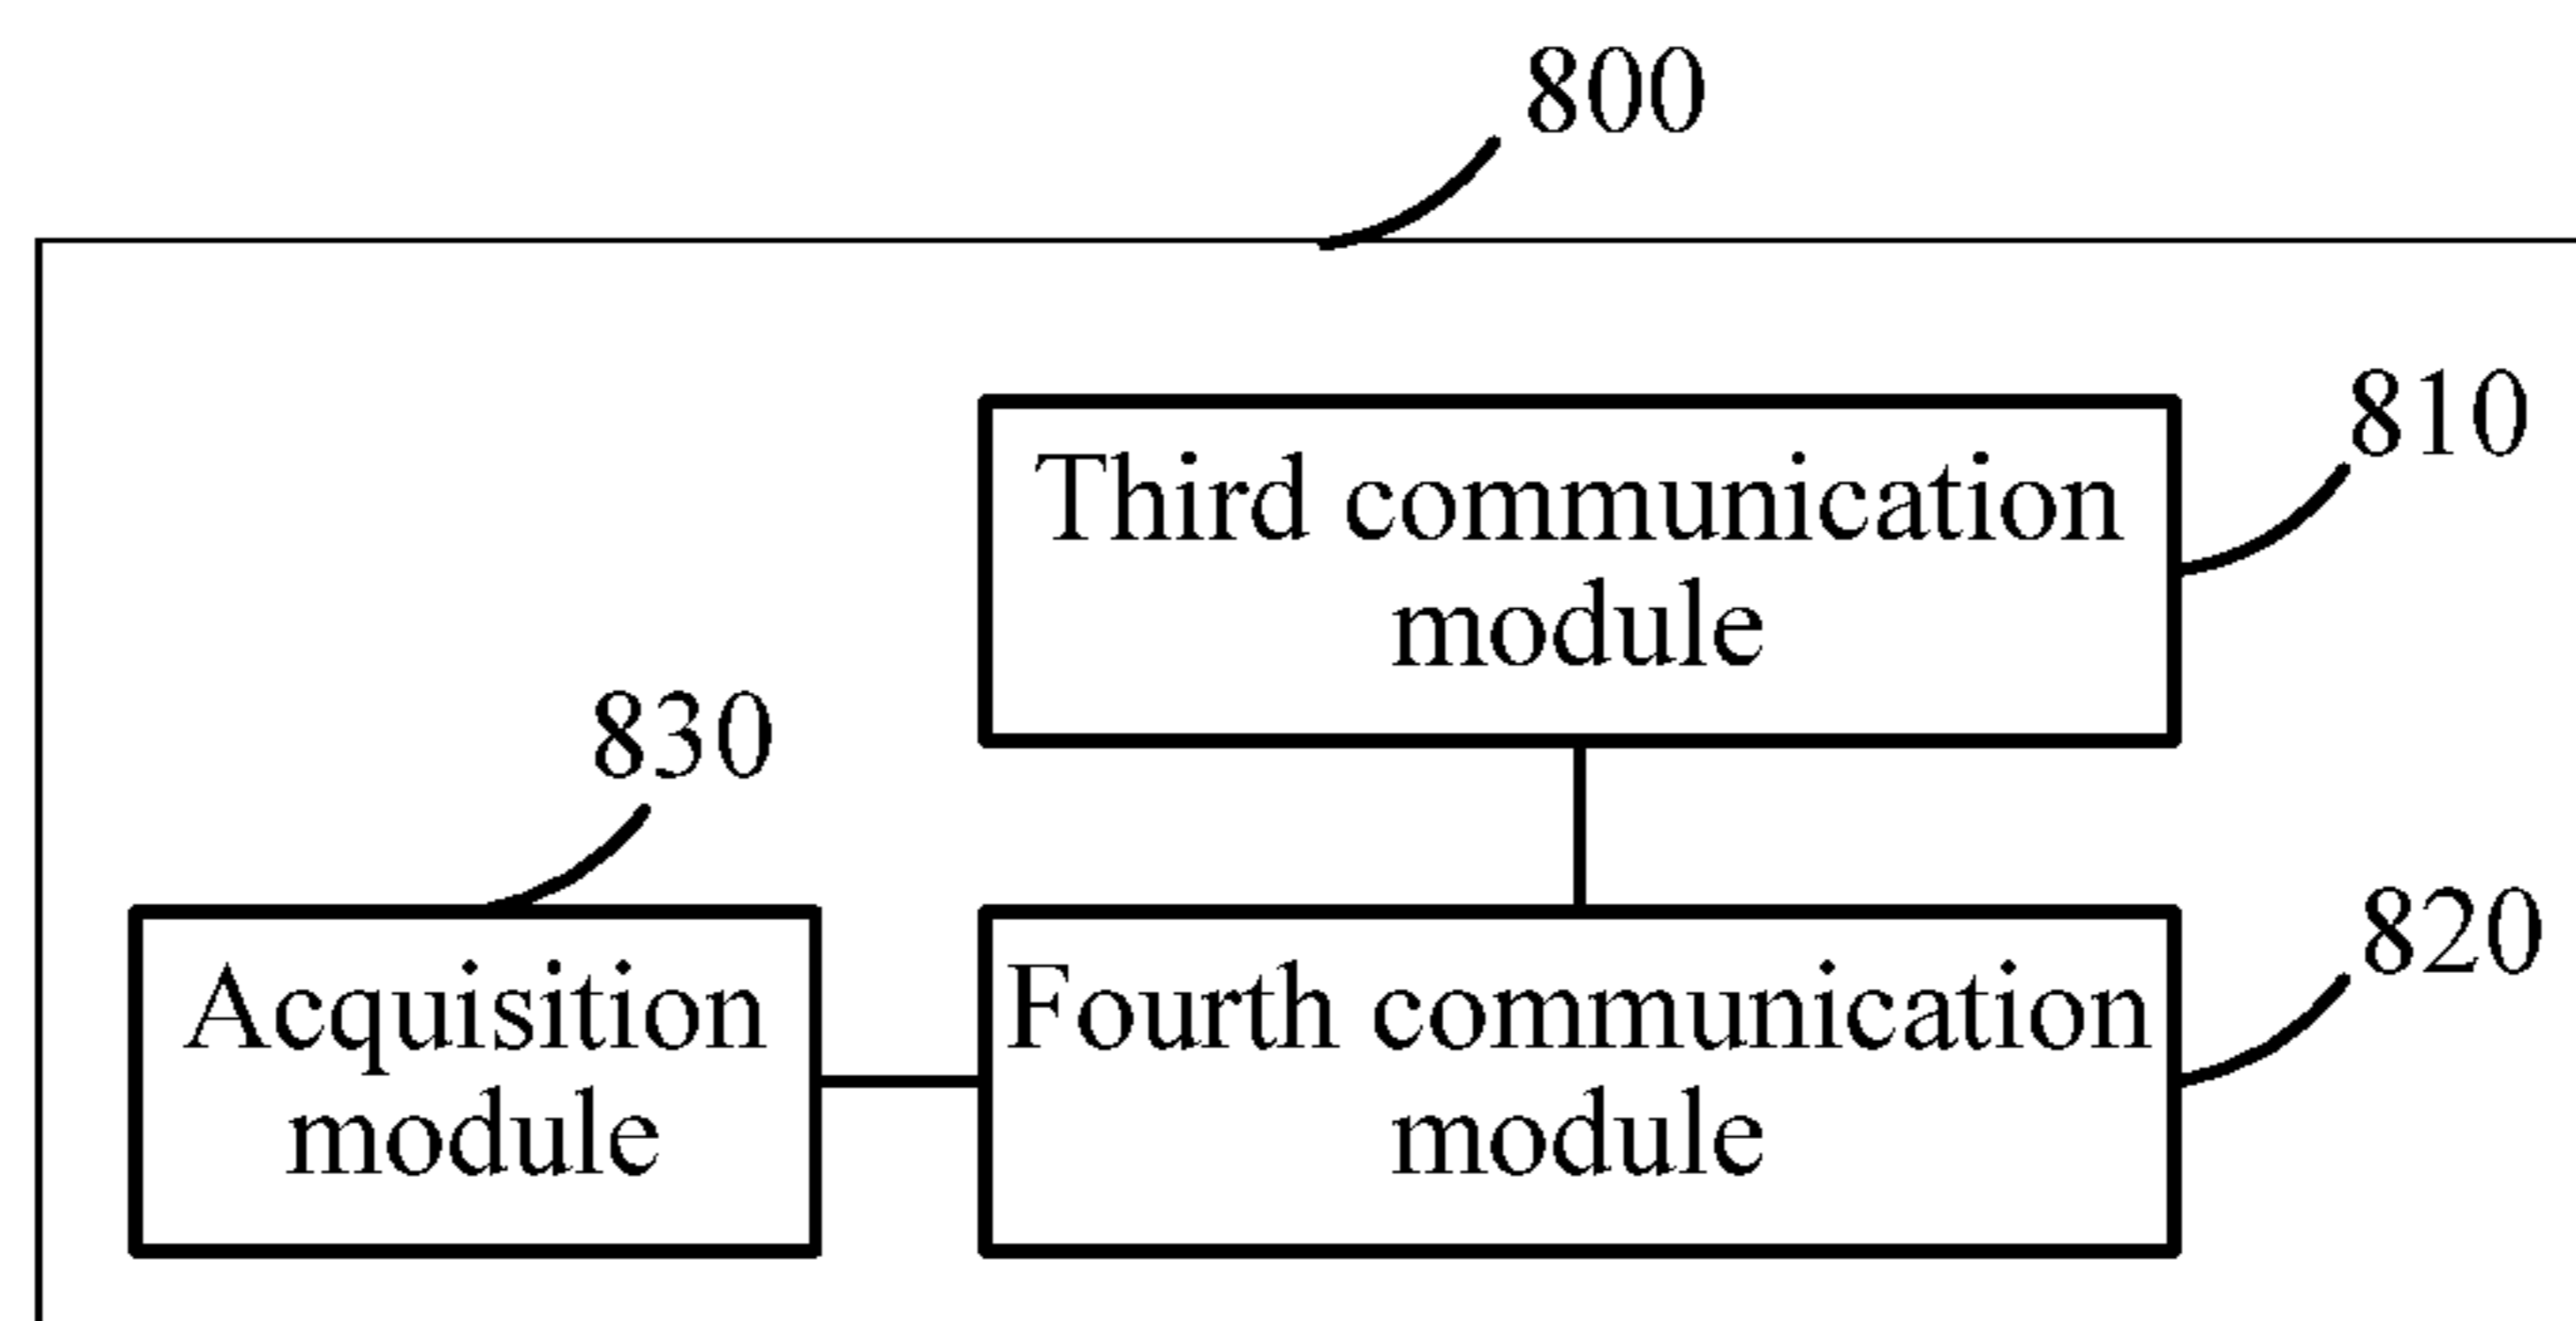 800
810
Third communication
module
830
820
Acquisition
module
Fourth communication
module